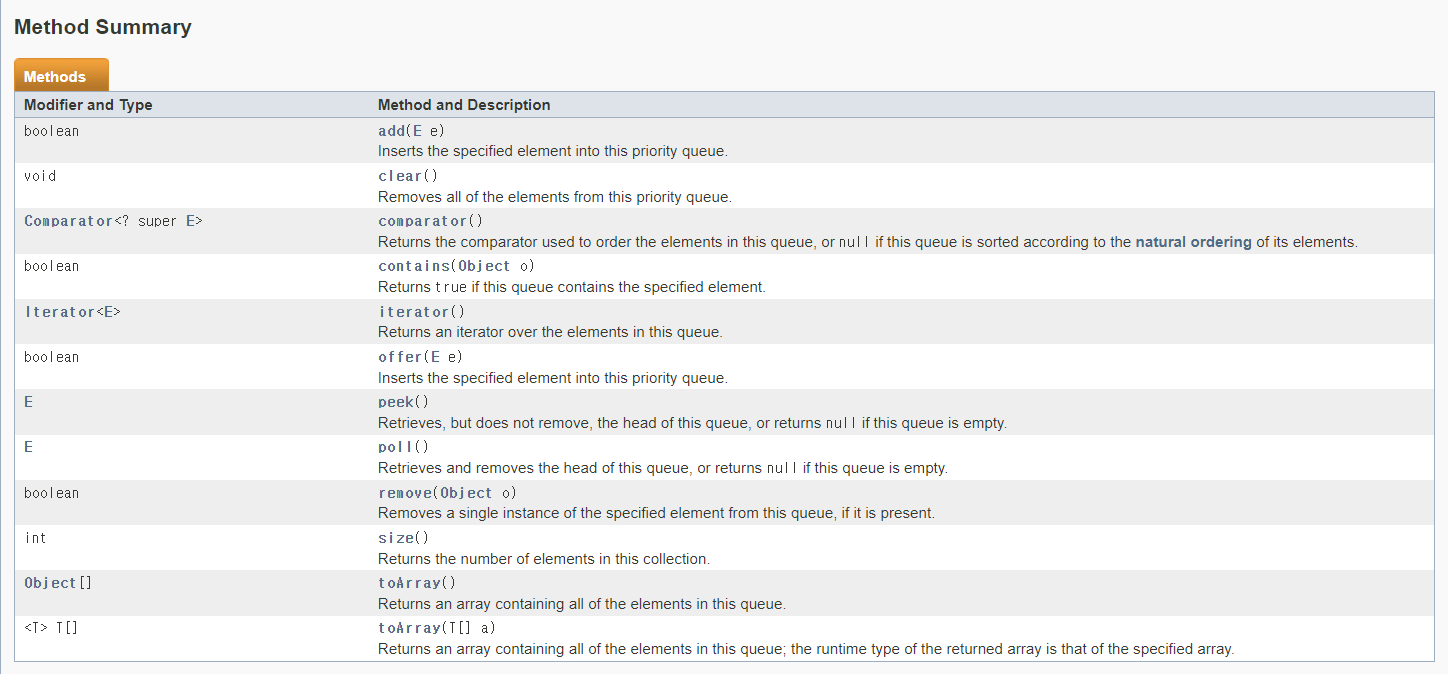 Method Summary
Methods
Modifier and Type Method and Description
boolean add(E e)
Inserts the specified element into this priority queue.
void clear()
Removes all of the elements from this priority queue.
Comparator<? super E> comparator()
Returns the comparator used to order the elements in this queue, or null if this queue is sorted according to the natural ordering of its elements.
boolean contains(Object o)
Returns true if this queue contains the specified element.
Iterator<E> iterator()
Returns an iterator over the elements in this queue.
boolean offer(E e)
Inserts the specified element into this priority queue.
E peek()
Retrieves, but does not remove, the head of this queue, or returns null if this queue is empty.
E poll()
Retrieves and removes the head of this queue, or returns null if this queue is empty.
boolean remove(Object o)
Removes a single instance of the specified element from this queue, if it is present.
int size()
Returns the number of elements in this collection.
Object[] toArray()
Returns an array containing all of the elements in this queue.
<T> T[] toArray(T[] a)
Returns an array containing all of the elements in this queue; the runtime type of the returned array is that of the specified array.